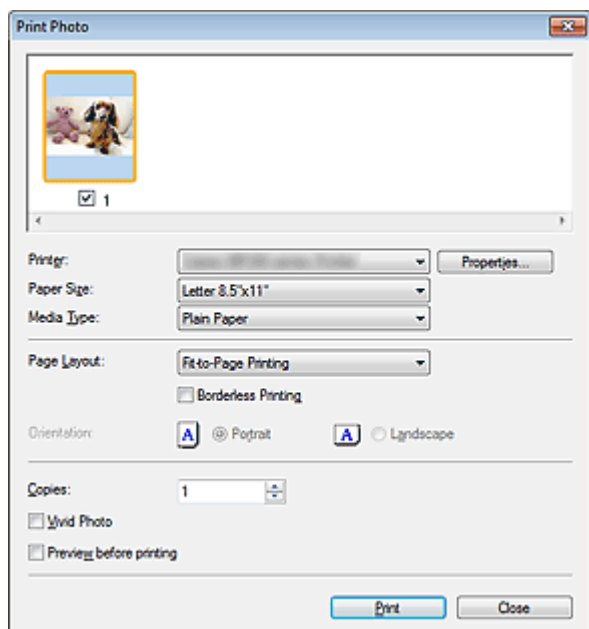 Print Photo
1
Printer:
Properties...
Paper Size: Letter 8.5"x11"
Media Type: Plain Paper
Page Layout: Fit-to-Page Printing
Borderless Printing
Orientation: A Portrait A Landscape
Copies: 1
Vivid Photo
Preview before printing
Print Close